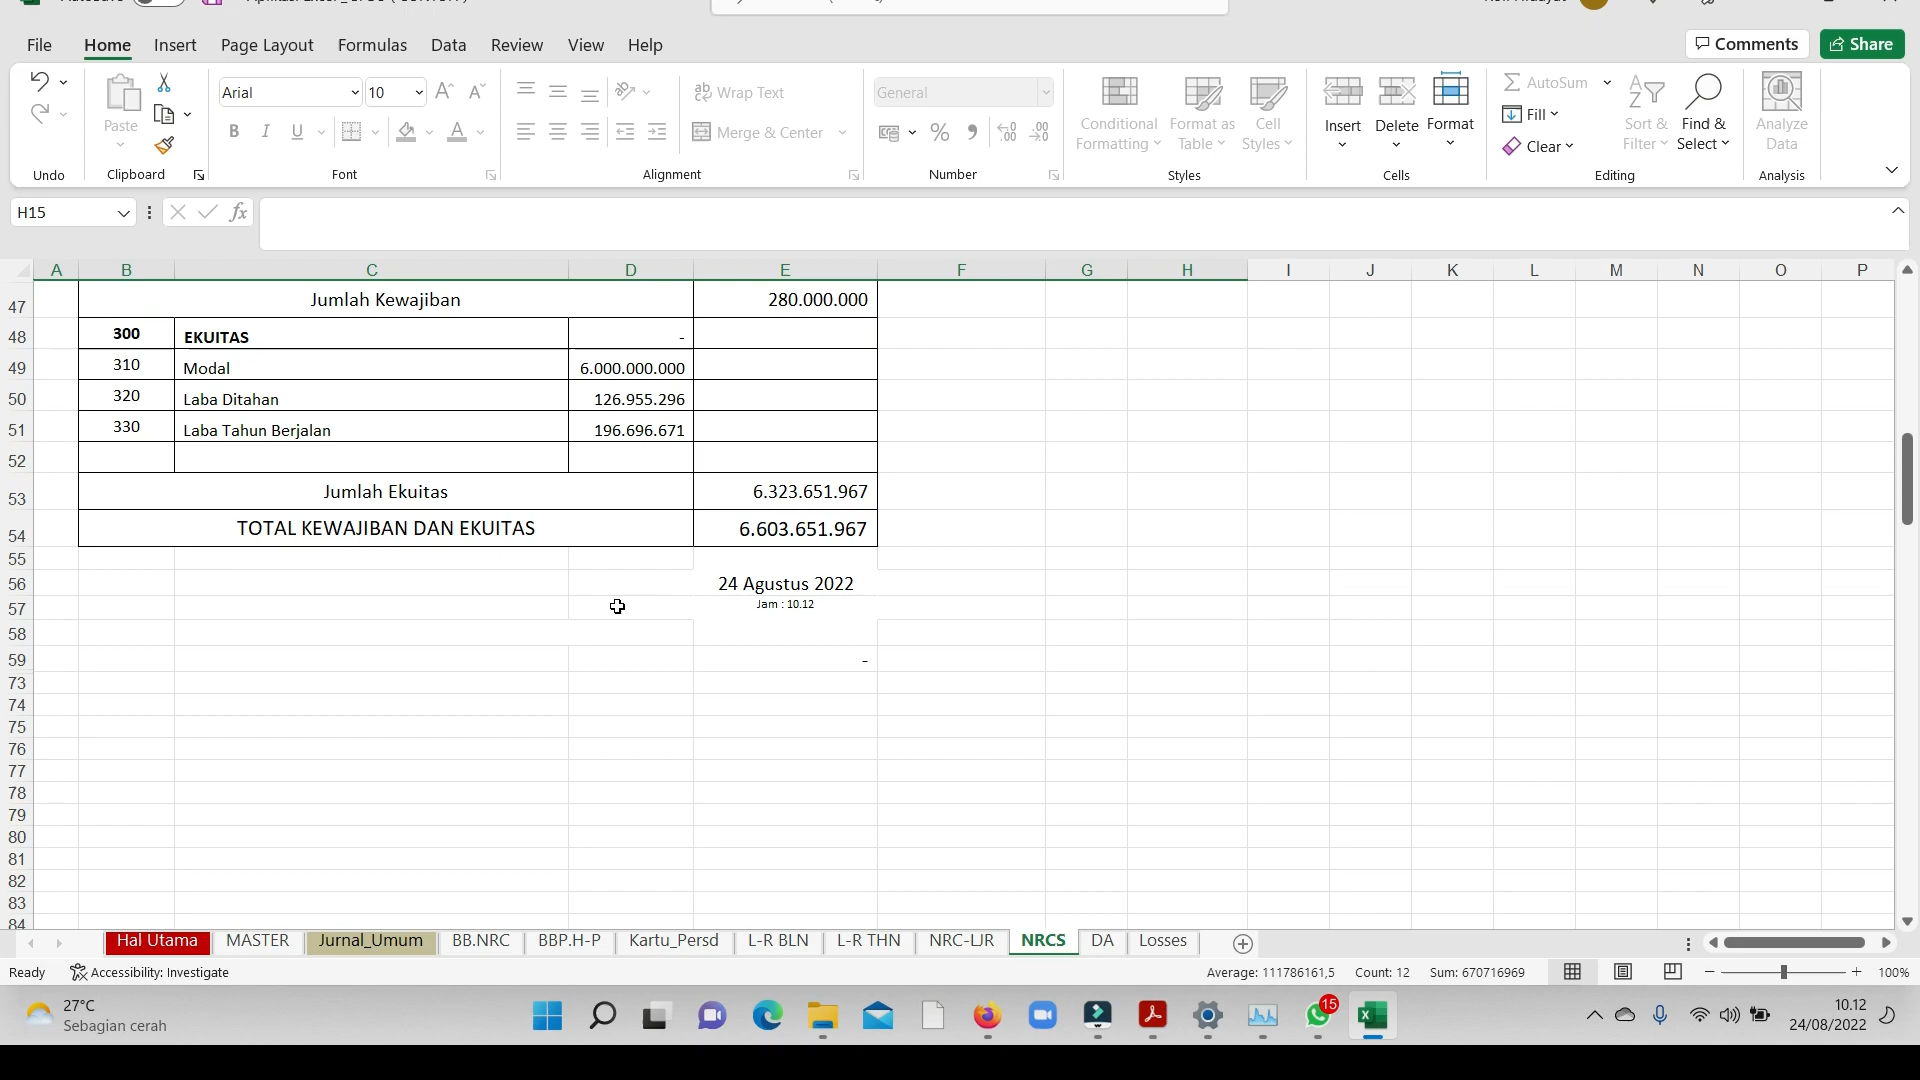 File Home Insert Page Layout Formulas Data Review View Help Comments Share
Arial 10 Wrap Text General AutoSum
Paste Conditional Format as Cell Insert Delete Format Fill Sort & Find & Analyze
Merge & Center Formatting Table Styles Clear Filter Select Data
Undo Clipboard Font Alignment Number Styles Cells Editing Analysis
H15 fx
A B C D E F G H I J K L M N O P
47 Jumlah Kewajiban 280.000.000
48 300 EKUITAS -
49 310 Modal 6.000.000.000
50 320 Laba Ditahan 126.955.296
51 330 Laba Tahun Berjalan 196.696.671
52
53 Jumlah Ekuitas 6.323.651.967
54 TOTAL KEWAJIBAN DAN EKUITAS 6.603.651.967
55
56 24 Agustus 2022
57 Jam : 10.12
58
59 -
73
74
75
76
77
78
79
80
81
82
83
84
Hal Utama MASTER Jurnal_Umum BB.NRC BBP.H-P Kartu_Persd L-R BLN L-R THN NRC-LJR NRCS DA Losses
Ready Accessibility: Investigate Average: 111786161,5 Count: 12 Sum: 670716969 100%
27°C
Sebagian cerah
15
10.12
24/08/2022